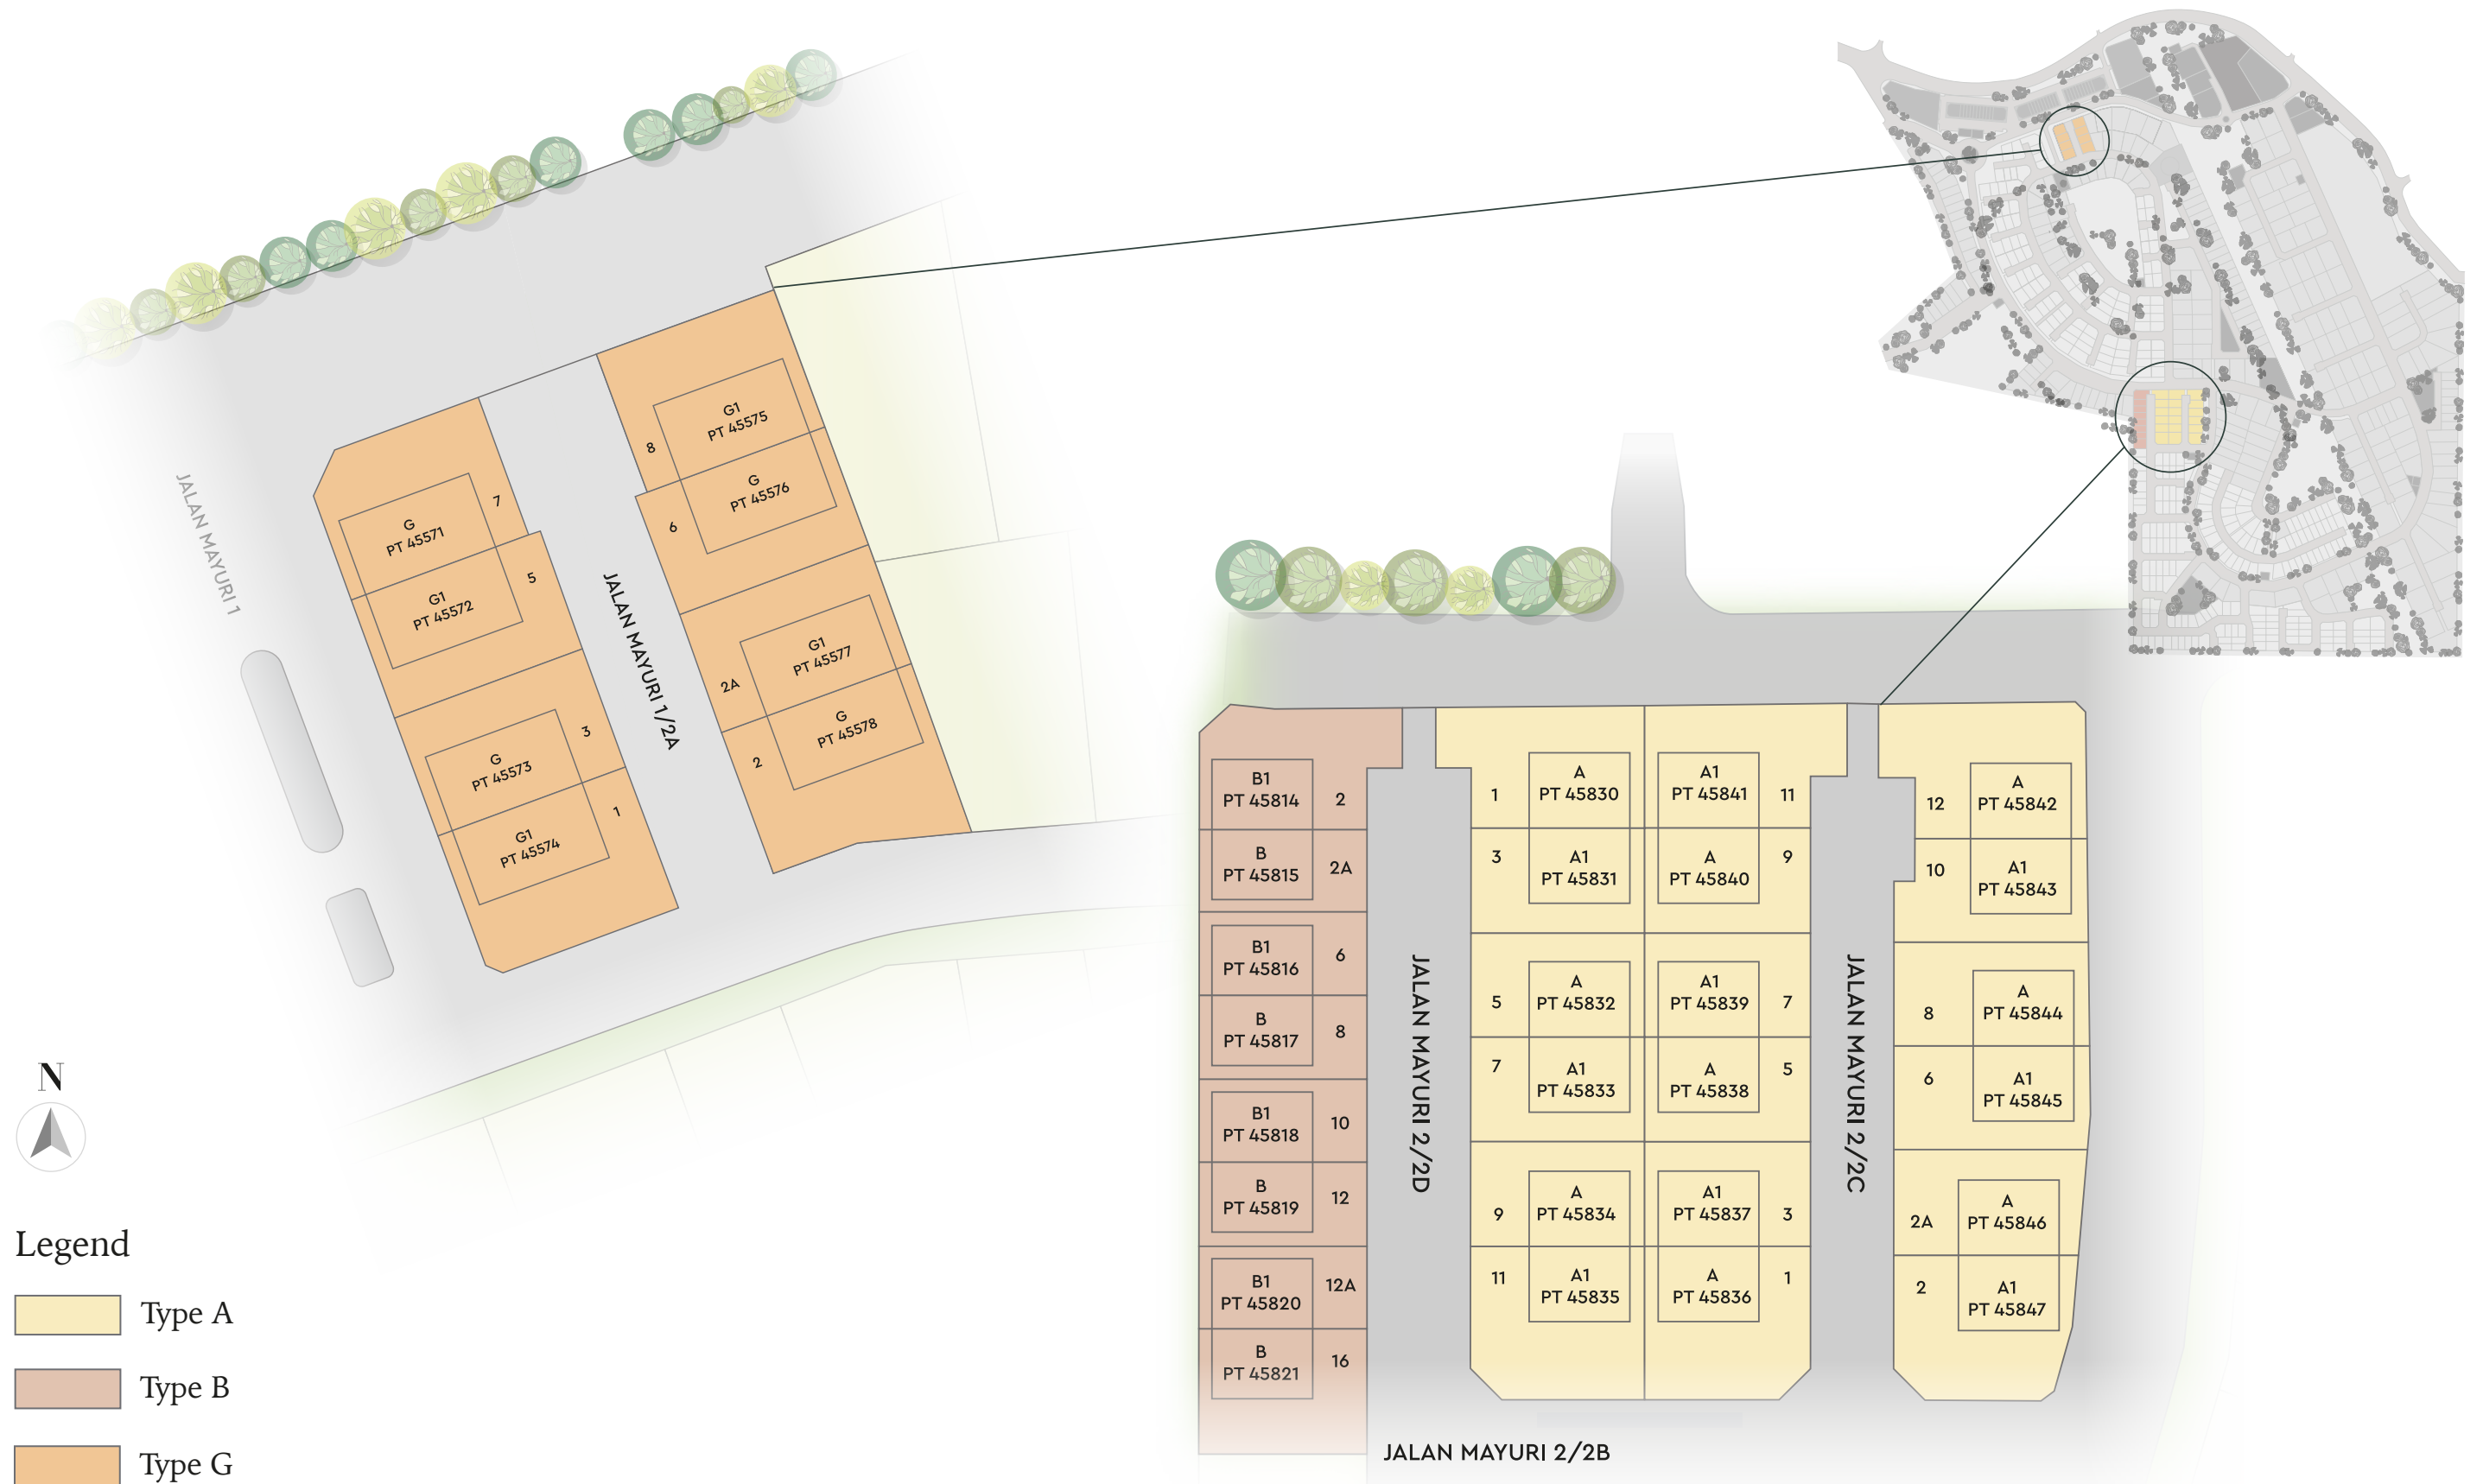 JALAN MAYURI 1
G
PT 45571
7
G1
PT 45572
5
G
PT 45573
3
G1
PT 45574
1
JALAN MAYURI 1/2A
8
G1
PT 45575
6
G
PT 45576
2A
G1
PT 45577
2
G
PT 45578
B1
PT 45814
2
B
PT 45815
2A
B1
PT 45816
6
B
PT 45817
8
B1
PT 45818
10
B
PT 45819
12
B1
PT 45820
12A
B
PT 45821
16
JALAN MAYURI 2/2D
1
A
PT 45830
3
A1
PT 45831
5
A
PT 45832
7
A1
PT 45833
9
A
PT 45834
11
A1
PT 45835
A1
PT 45841
11
A
PT 45840
9
A1
PT 45839
7
A
PT 45838
5
A1
PT 45837
3
A
PT 45836
1
JALAN MAYURI 2/2C
12
A
PT 45842
10
A1
PT 45843
8
A
PT 45844
6
A1
PT 45845
2A
A
PT 45846
2
A1
PT 45847
JALAN MAYURI 2/2B
N
Legend
Type A
Type B
Type G